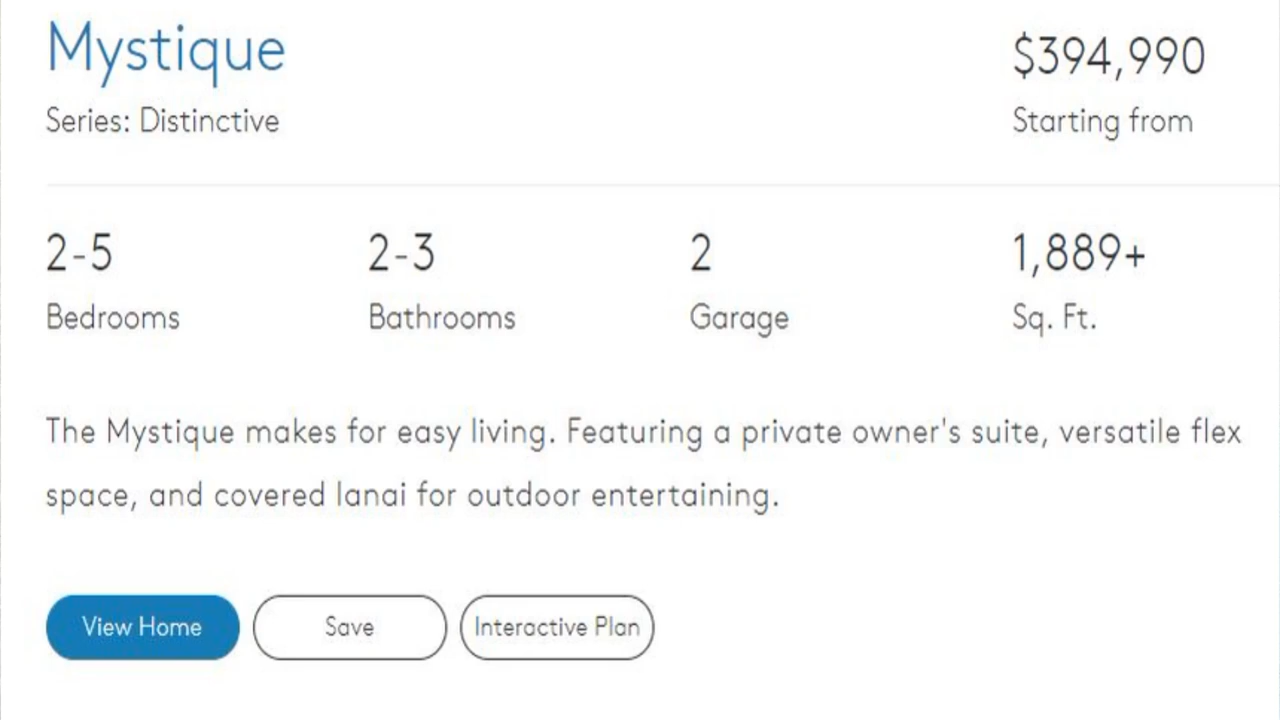 Mystique
$394,990
Series: Distinctive
Starting from
2-5
2-3
2
1,889+
Bedrooms
Bathrooms
Garage
Sq. Ft.
The Mystique makes for easy living. Featuring a private owner's suite, versatile flex
space, and covered lanai for outdoor entertaining.
View Home
Save
Interactive Plan